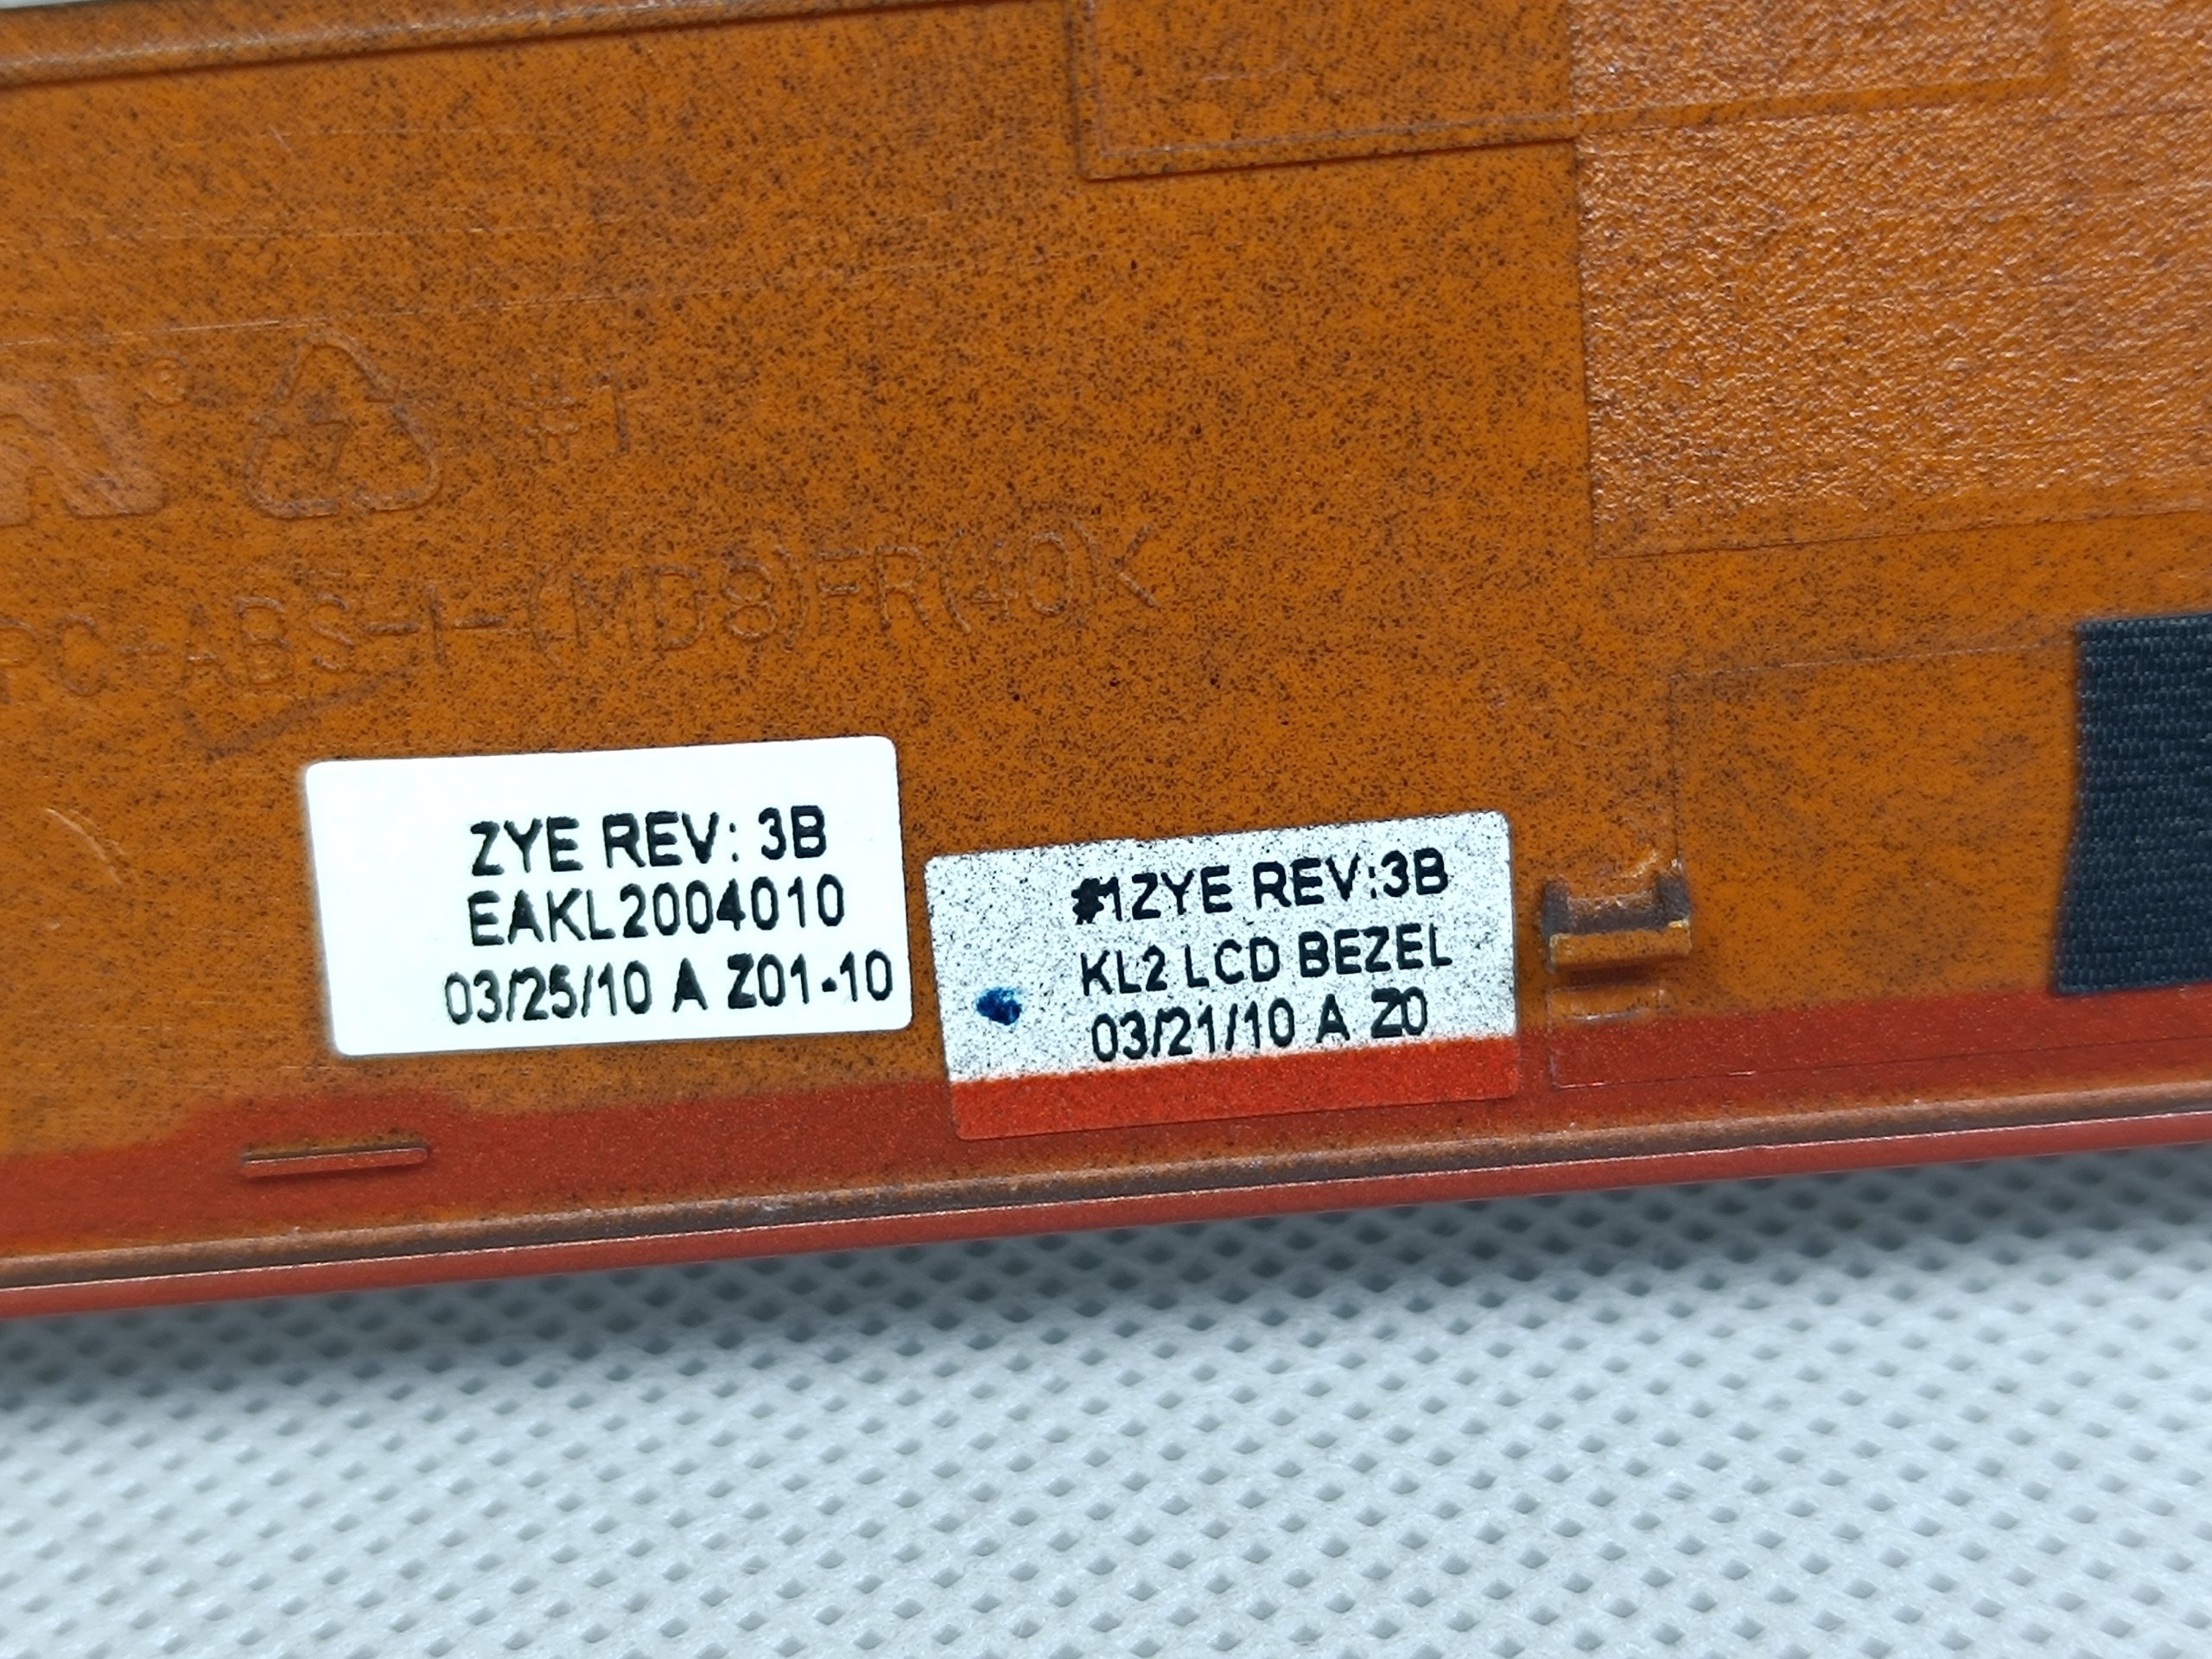 #1
PC+ABS-I-(MD8)FR(40)K
ZYE REV: 3B
EAKL2004010
03/25/10 A Z01-10
#1ZYE REV:3B
KL2 LCD BEZEL
03/21/10 A Z0